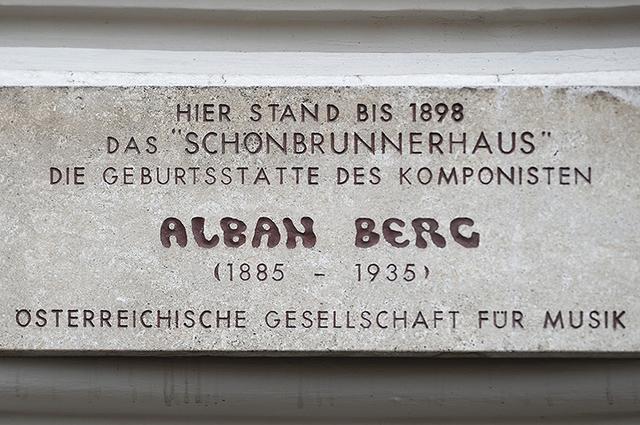 HIER STAND BIS 1898
DAS "SCHÖNBRUNNERHAUS"
DIE GEBURTSSTÄTTE DES KOMPONISTEN
ALBAN BERG
(1885 - 1935)
ÖSTERREICHISCHE GESELLSCHAFT FÜR MUSIK